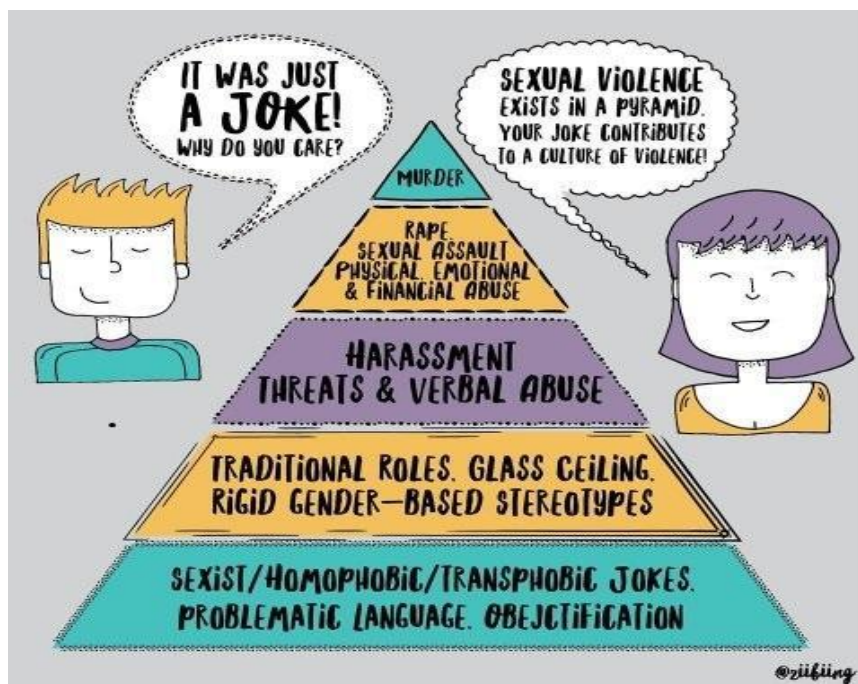 IT WAS JUST
A JOKE!
WHY DO YOU CARE?
SEXUAL VIOLENCE
EXISTS IN A PYRAMID.
YOUR JOKE CONTRIBUTES
TO A CULTURE OF VIOLENCE!
MURDER
RAPE,
SEXUAL ASSAULT
PHYSICAL, EMOTIONAL
& FINANCIAL ABUSE
HARASSMENT
THREATS & VERBAL ABUSE
TRADITIONAL ROLES, GLASS CEILING,
RIGID GENDER-BASED STEREOTYPES
SEXIST/HOMOPHOBIC/TRANSPHOBIC JOKES,
PROBLEMATIC LANGUAGE, OBEJCTIFICATION
@ziibiing